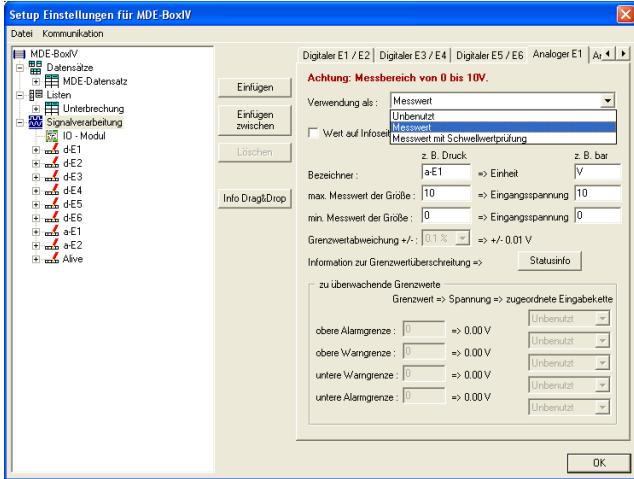 Setup Einstellungen für MDE-BoxIV
Datei Kommunikation
MDE-BoxIV
Datensätze
MDE-Datensatz
Listen
Unterbrechung
Signalverarbeitung
IO - Modul
d-E1
d-E2
d-E3
d-E4
d-E5
d-E6
a-E1
a-E2
Alive
Einfügen
Einfügen
zwischen
Löschen
Info Drag&Drop
Digitaler E1 / E2 Digitaler E3 / E4 Digitaler E5 / E6 Analoger E1
Achtung: Messbereich von 0 bis 10V.
Verwendung als : Messwert
Unbenutzt
Messwert
Messwert mit Schwellwertprüfung
Wert auf Infoseit
z. B. Druck z. B. bar
Bezeichner : a-E1 => Einheit V
max. Messwert der Größe : 10 => Eingangsspannung 10
min. Messwert der Größe : 0 => Eingangsspannung 0
Grenzwertabweichung +/- : 0.1 % => +/- 0.01 V
Information zur Grenzwertüberschreitung => Statusinfo
zu überwachende Grenzwerte
Grenzwert => Spannung => zugeordnete Eingabekette
Unbenutzt
obere Alarmgrenze : 0 => 0.00 V
Unbenutzt
obere Warngrenze : 0 => 0.00 V
Unbenutzt
untere Warngrenze : 0 => 0.00 V
Unbenutzt
untere Alarmgrenze : 0 => 0.00 V
Unbenutzt
OK